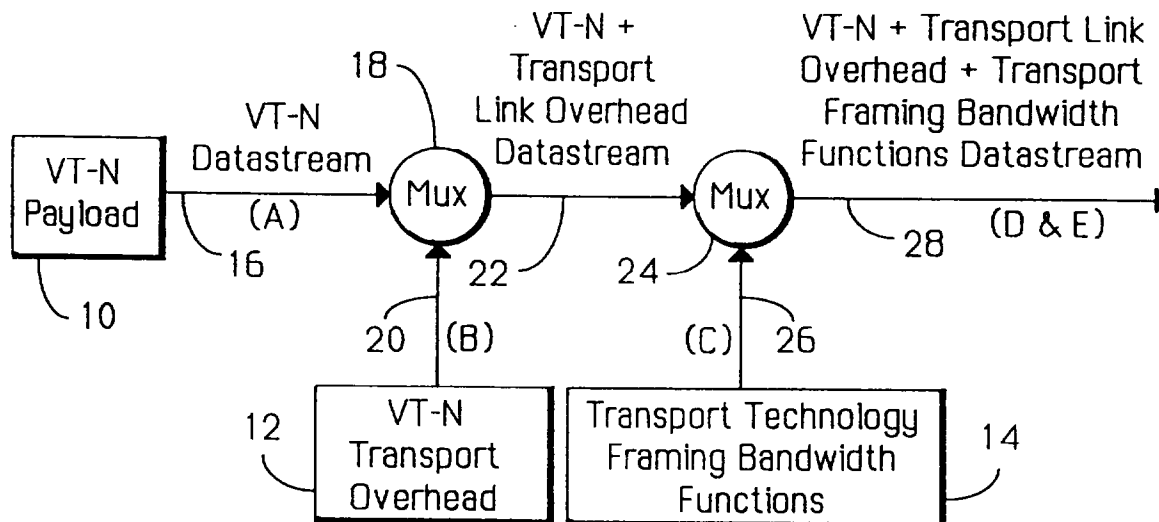 VT-N +
Transport
Link Overhead
Datastream
VT-N + Transport Link
Overhead + Transport
Framing Bandwidth
Functions Datastream
18
VT-N
Datastream
VT-N
Payload
Mux
Mux
(A)
(D & E)
16
22
24
28
10
20
(B)
(C)
26
12
VT-N
Transport
Overhead
Transport Technology
Framing Bandwidth
Functions
14